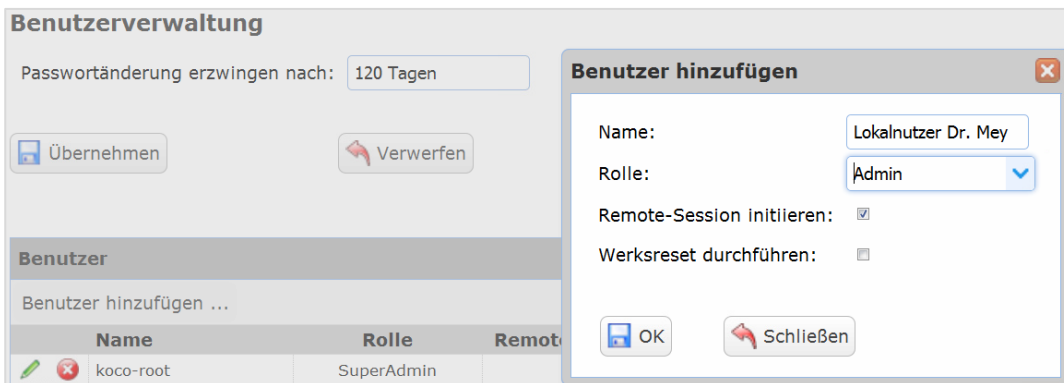 Benutzerverwaltung
Passwortänderung erzwingen nach: 120 Tagen
Übernehmen
Verwerfen
Benutzer
Benutzer hinzufügen ...
Name Rolle Remote
koco-root SuperAdmin
Benutzer hinzufügen
Name: Lokalnutzer Dr. Mey
Rolle: Admin
Remote-Session initiieren:
Werksreset durchführen:
OK
Schließen